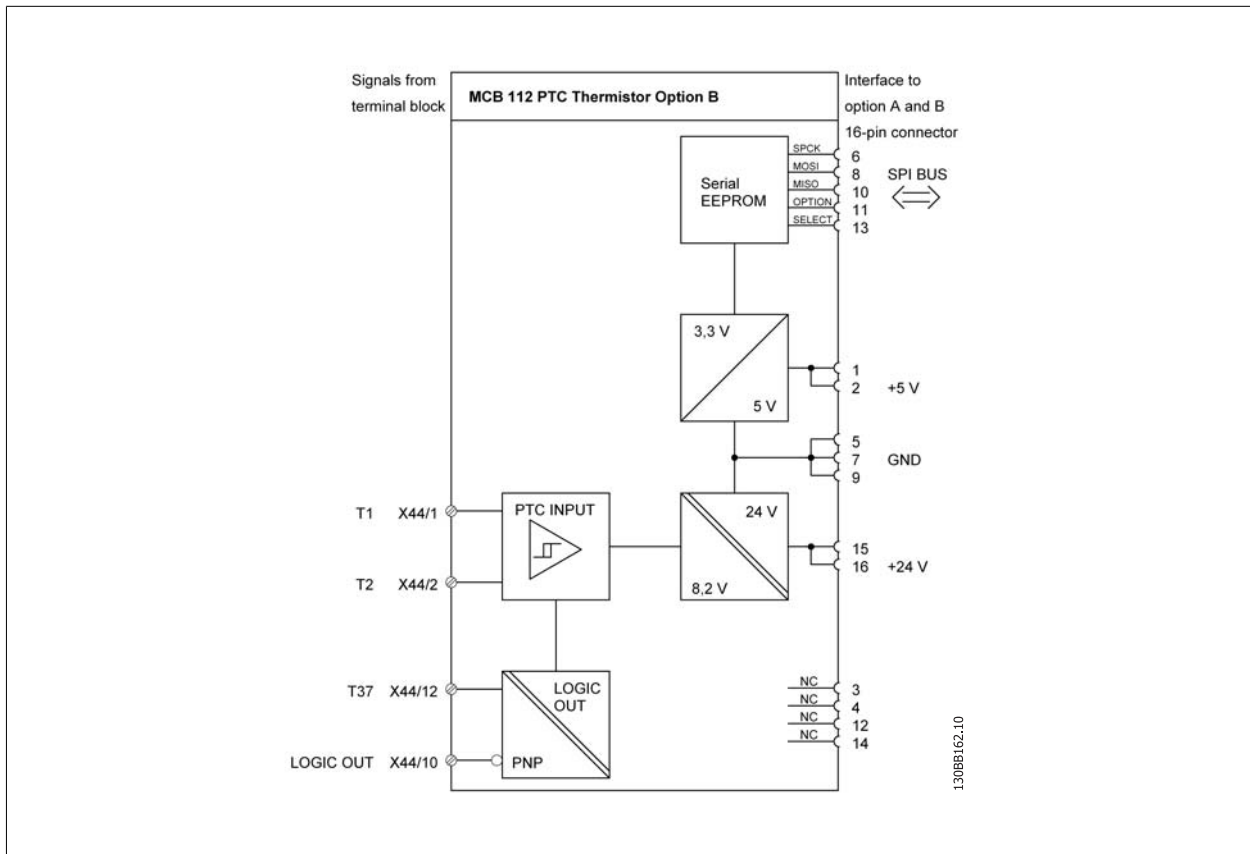 Signals from
terminal block
MCB 112 PTC Thermistor Option B
Interface to
option A and B
16-pin connector
Serial
EEPROM
SPCK
6
MOSI
8
SPI BUS
MISO
10
OPTION
11
SELECT
13
3,3 V
5 V
1
2
+5 V
5
7
GND
9
T1 X44/1
PTC INPUT
24 V
8,2 V
15
16
+24 V
T2 X44/2
T37 X44/12
LOGIC
OUT
LOGIC OUT X44/10
PNP
NC
3
NC
4
NC
12
NC
14
130BB162.10